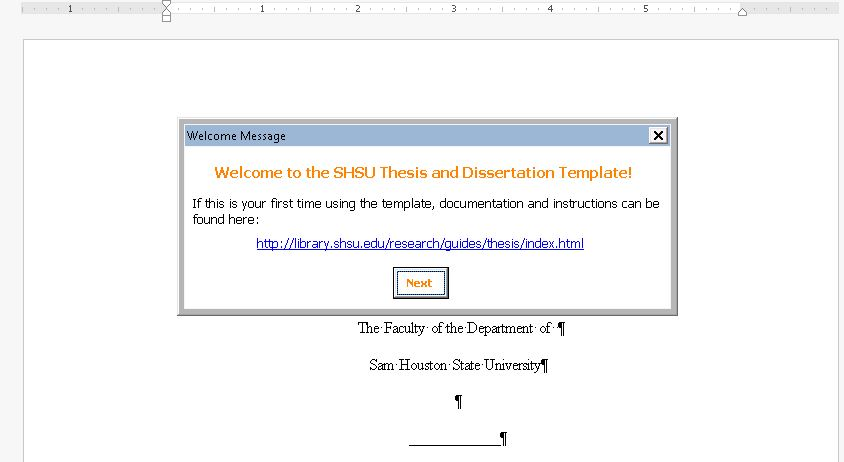 1 1 2 3 4 5
Welcome Message
Welcome to the SHSU Thesis and Dissertation Template!
If this is your first time using the template, documentation and instructions can be
found here:
http://library.shsu.edu/research/guides/thesis/index.html
Next
The·Faculty·of·the·Department·of·¶
Sam·Houston·State·University¶
¶
____________¶